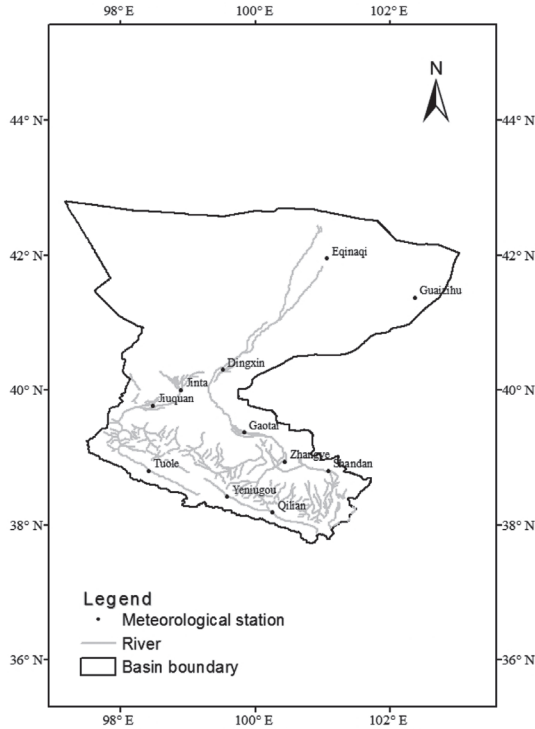 98° E 100° E 102° E
N
44° N 44° N
42° N 42° N
Eqinaqi
Guaizihu
Dingxin
40° N 40° N
Jinta
Jiuquan
Gaotai
Zhangye Shandan
Tuole
Yeniugou
Qilian
38° N 38° N
Legend
Meteorological station
River
Basin boundary
36° N 36° N
98° E 100° E 102° E